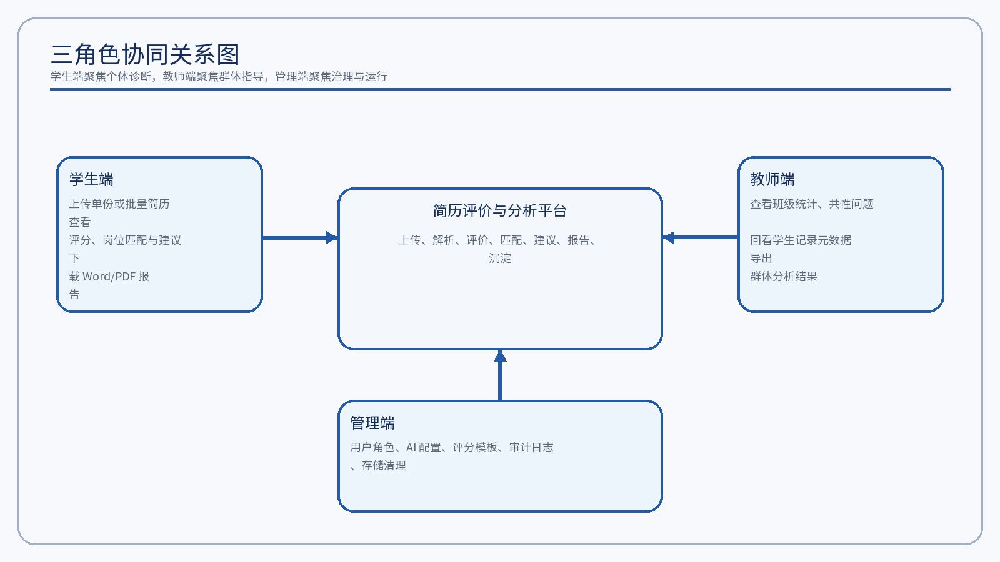 三角色协同关系图
学生端聚焦个体诊断，教师端聚焦群体指导，管理端聚焦治理与运行
学生端
上传单份或批量简历
查看
评分、岗位匹配与建议
下
载 Word/PDF 报
告
简历评价与分析平台
上传、解析、评价、匹配、建议、报告、
沉淀
教师端
查看班级统计、共性问题
回看学生记录元数据
导出
群体分析结果
管理端
用户角色、AI 配置、评分模板、审计日志
、存储清理